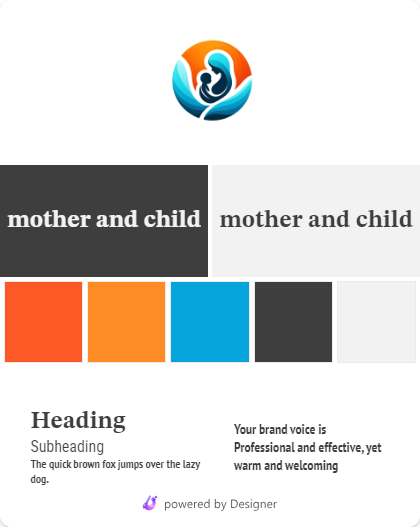 mother and child
mother and child
Heading
Subheading
The quick brown fox jumps over the lazy
dog.
Your brand voice is
Professional and effective, yet
warm and welcoming
powered by Designer